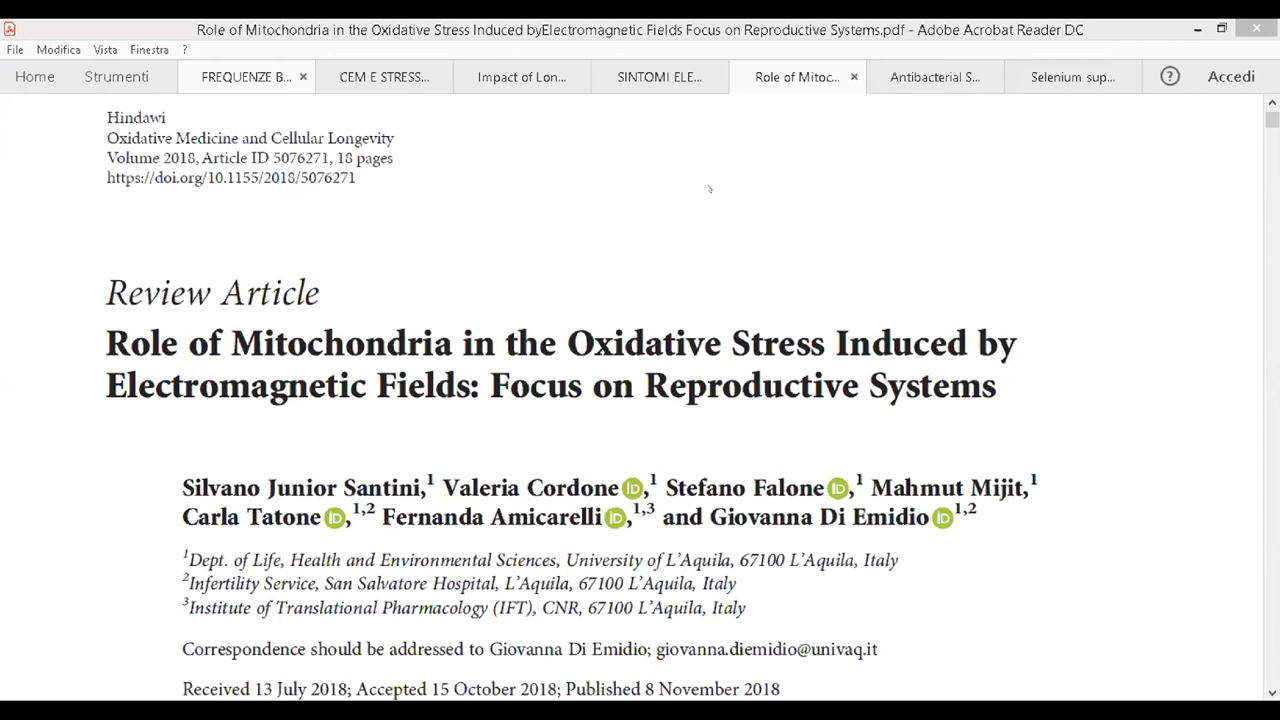 Role of Mitochondria in the Oxidative Stress Induced byElectromagnetic Fields Focus on Reproductive Systems.pdf - Adobe Acrobat Reader DC
File Modifica Vista Finestra ?
Home Strumenti FREQUENZE B... × CEM E STRESS... Impact of Lon... SINTOMI ELE... Role of Mitoc... × Antibacterial S... Selenium sup... ? Accedi
Hindawi
Oxidative Medicine and Cellular Longevity
Volume 2018, Article ID 5076271, 18 pages
https://doi.org/10.1155/2018/5076271
Review Article
Role of Mitochondria in the Oxidative Stress Induced by
Electromagnetic Fields: Focus on Reproductive Systems
Silvano Junior Santini,1 Valeria Cordone iD,1 Stefano Falone iD,1 Mahmut Mijit,1
Carla Tatone iD,1,2 Fernanda Amicarelli iD,1,3 and Giovanna Di Emidio iD1,2
1Dept. of Life, Health and Environmental Sciences, University of L'Aquila, 67100 L'Aquila, Italy
2Infertility Service, San Salvatore Hospital, L'Aquila, 67100 L'Aquila, Italy
3Institute of Translational Pharmacology (IFT), CNR, 67100 L'Aquila, Italy
Correspondence should be addressed to Giovanna Di Emidio; giovanna.diemidio@univaq.it
Received 13 July 2018; Accepted 15 October 2018; Published 8 November 2018